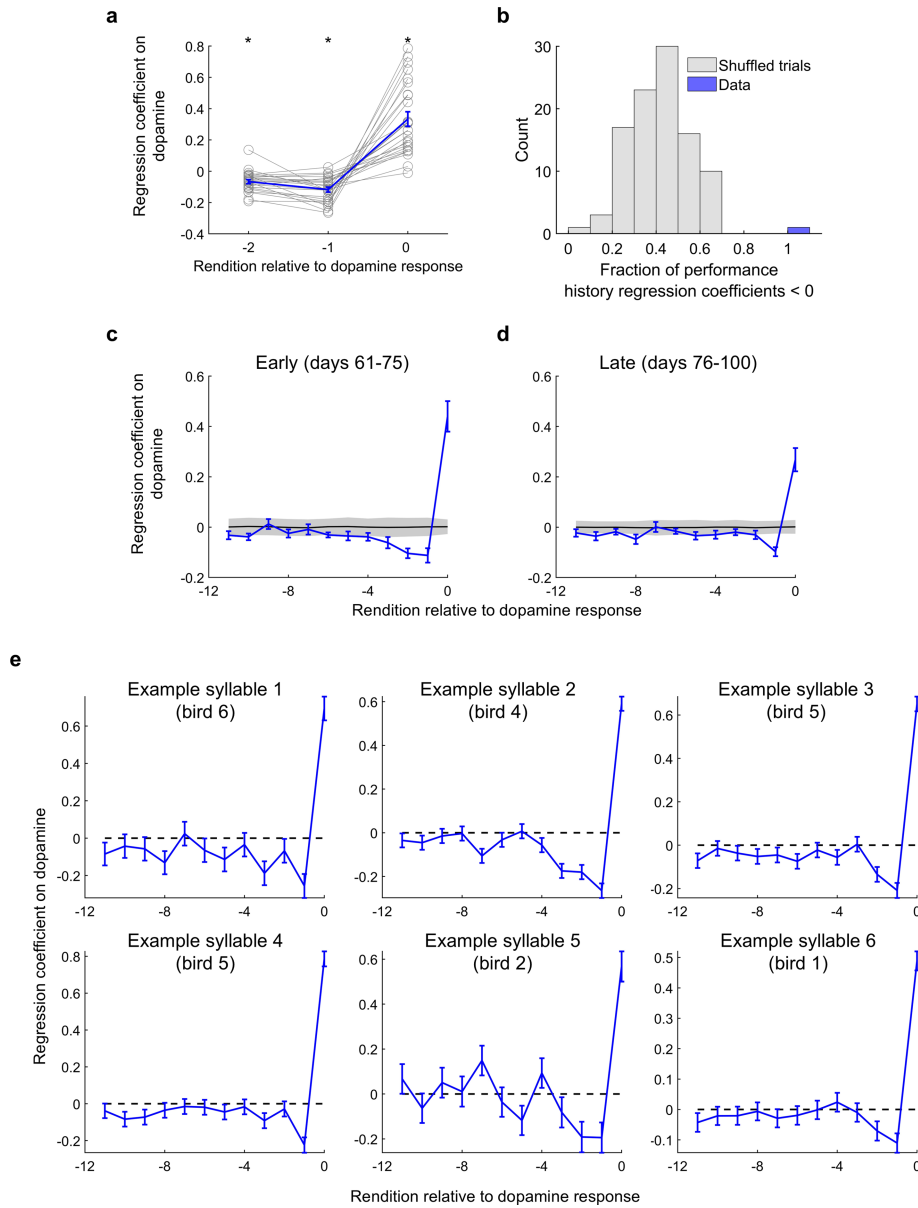 a
Regression coefficient on
dopamine
0.8
0.6
0.4
0.2
0
-0.2
-0.4
* * *
-2 -1 0
Rendition relative to dopamine response
b
Count
30
20
10
0
Shuffled trials
Data
0 0.2 0.4 0.6 0.8 1
Fraction of performance
history regression coefficients < 0
c
Early (days 61-75)
Regression coefficient on
dopamine
0.6
0.4
0.2
0
-0.2
-12 -8 -4 0
d
Late (days 76-100)
0.6
0.4
0.2
0
-0.2
-12 -8 -4 0
Rendition relative to dopamine response
e
Regression coefficient on dopamine
Example syllable 1
(bird 6)
0.6
0.4
0.2
0
-0.2
-12 -8 -4 0
Example syllable 2
(bird 4)
0.6
0.4
0.2
0
-0.2
-12 -8 -4 0
Example syllable 3
(bird 5)
0.6
0.4
0.2
0
-0.2
-12 -8 -4 0
Example syllable 4
(bird 5)
0.8
0.6
0.4
0.2
0
-0.2
-12 -8 -4 0
Example syllable 5
(bird 2)
0.6
0.4
0.2
0
-0.2
-12 -8 -4 0
Example syllable 6
(bird 1)
0.5
0.4
0.3
0.2
0.1
0
-0.1
-12 -8 -4 0
Rendition relative to dopamine response